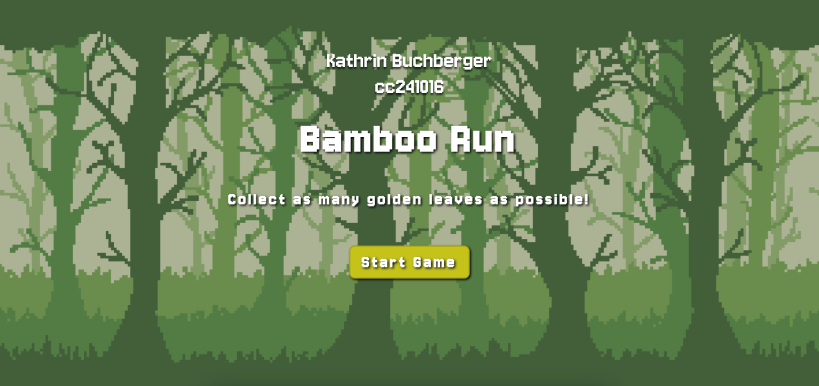 Kathrin Buchberger
cc241016
Bamboo Run
Collect as many golden leaves as possible!
Start Game